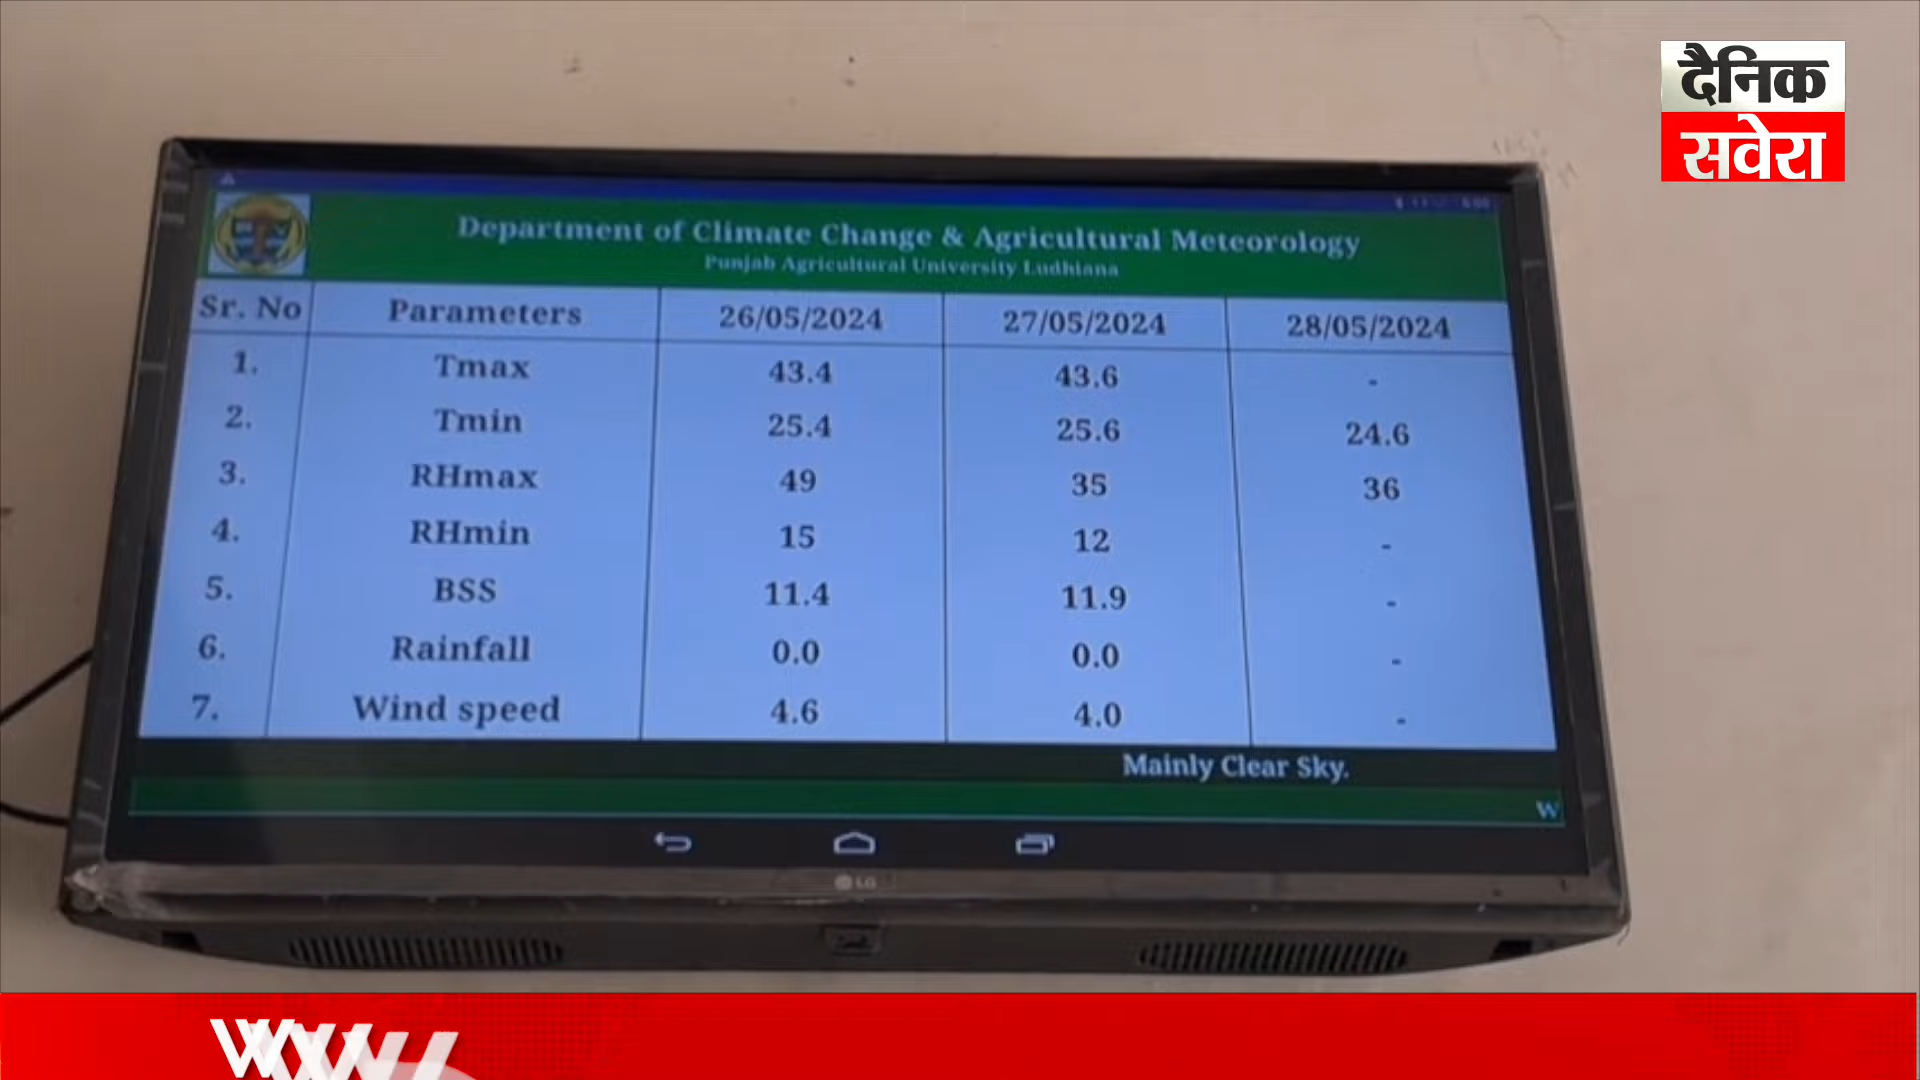 दैनिक
सवेरा
Department of Climate Change & Agricultural Meteorology
Punjab Agricultural University Ludhiana
Sr. No Parameters 26/05/2024 27/05/2024 28/05/2024
1. Tmax 43.4 43.6 -
2. Tmin 25.4 25.6 24.6
3. RHmax 49 35 36
4. RHmin 15 12 -
5. BSS 11.4 11.9 -
6. Rainfall 0.0 0.0 -
7. Wind speed 4.6 4.0 -
Mainly Clear Sky.
W
LG